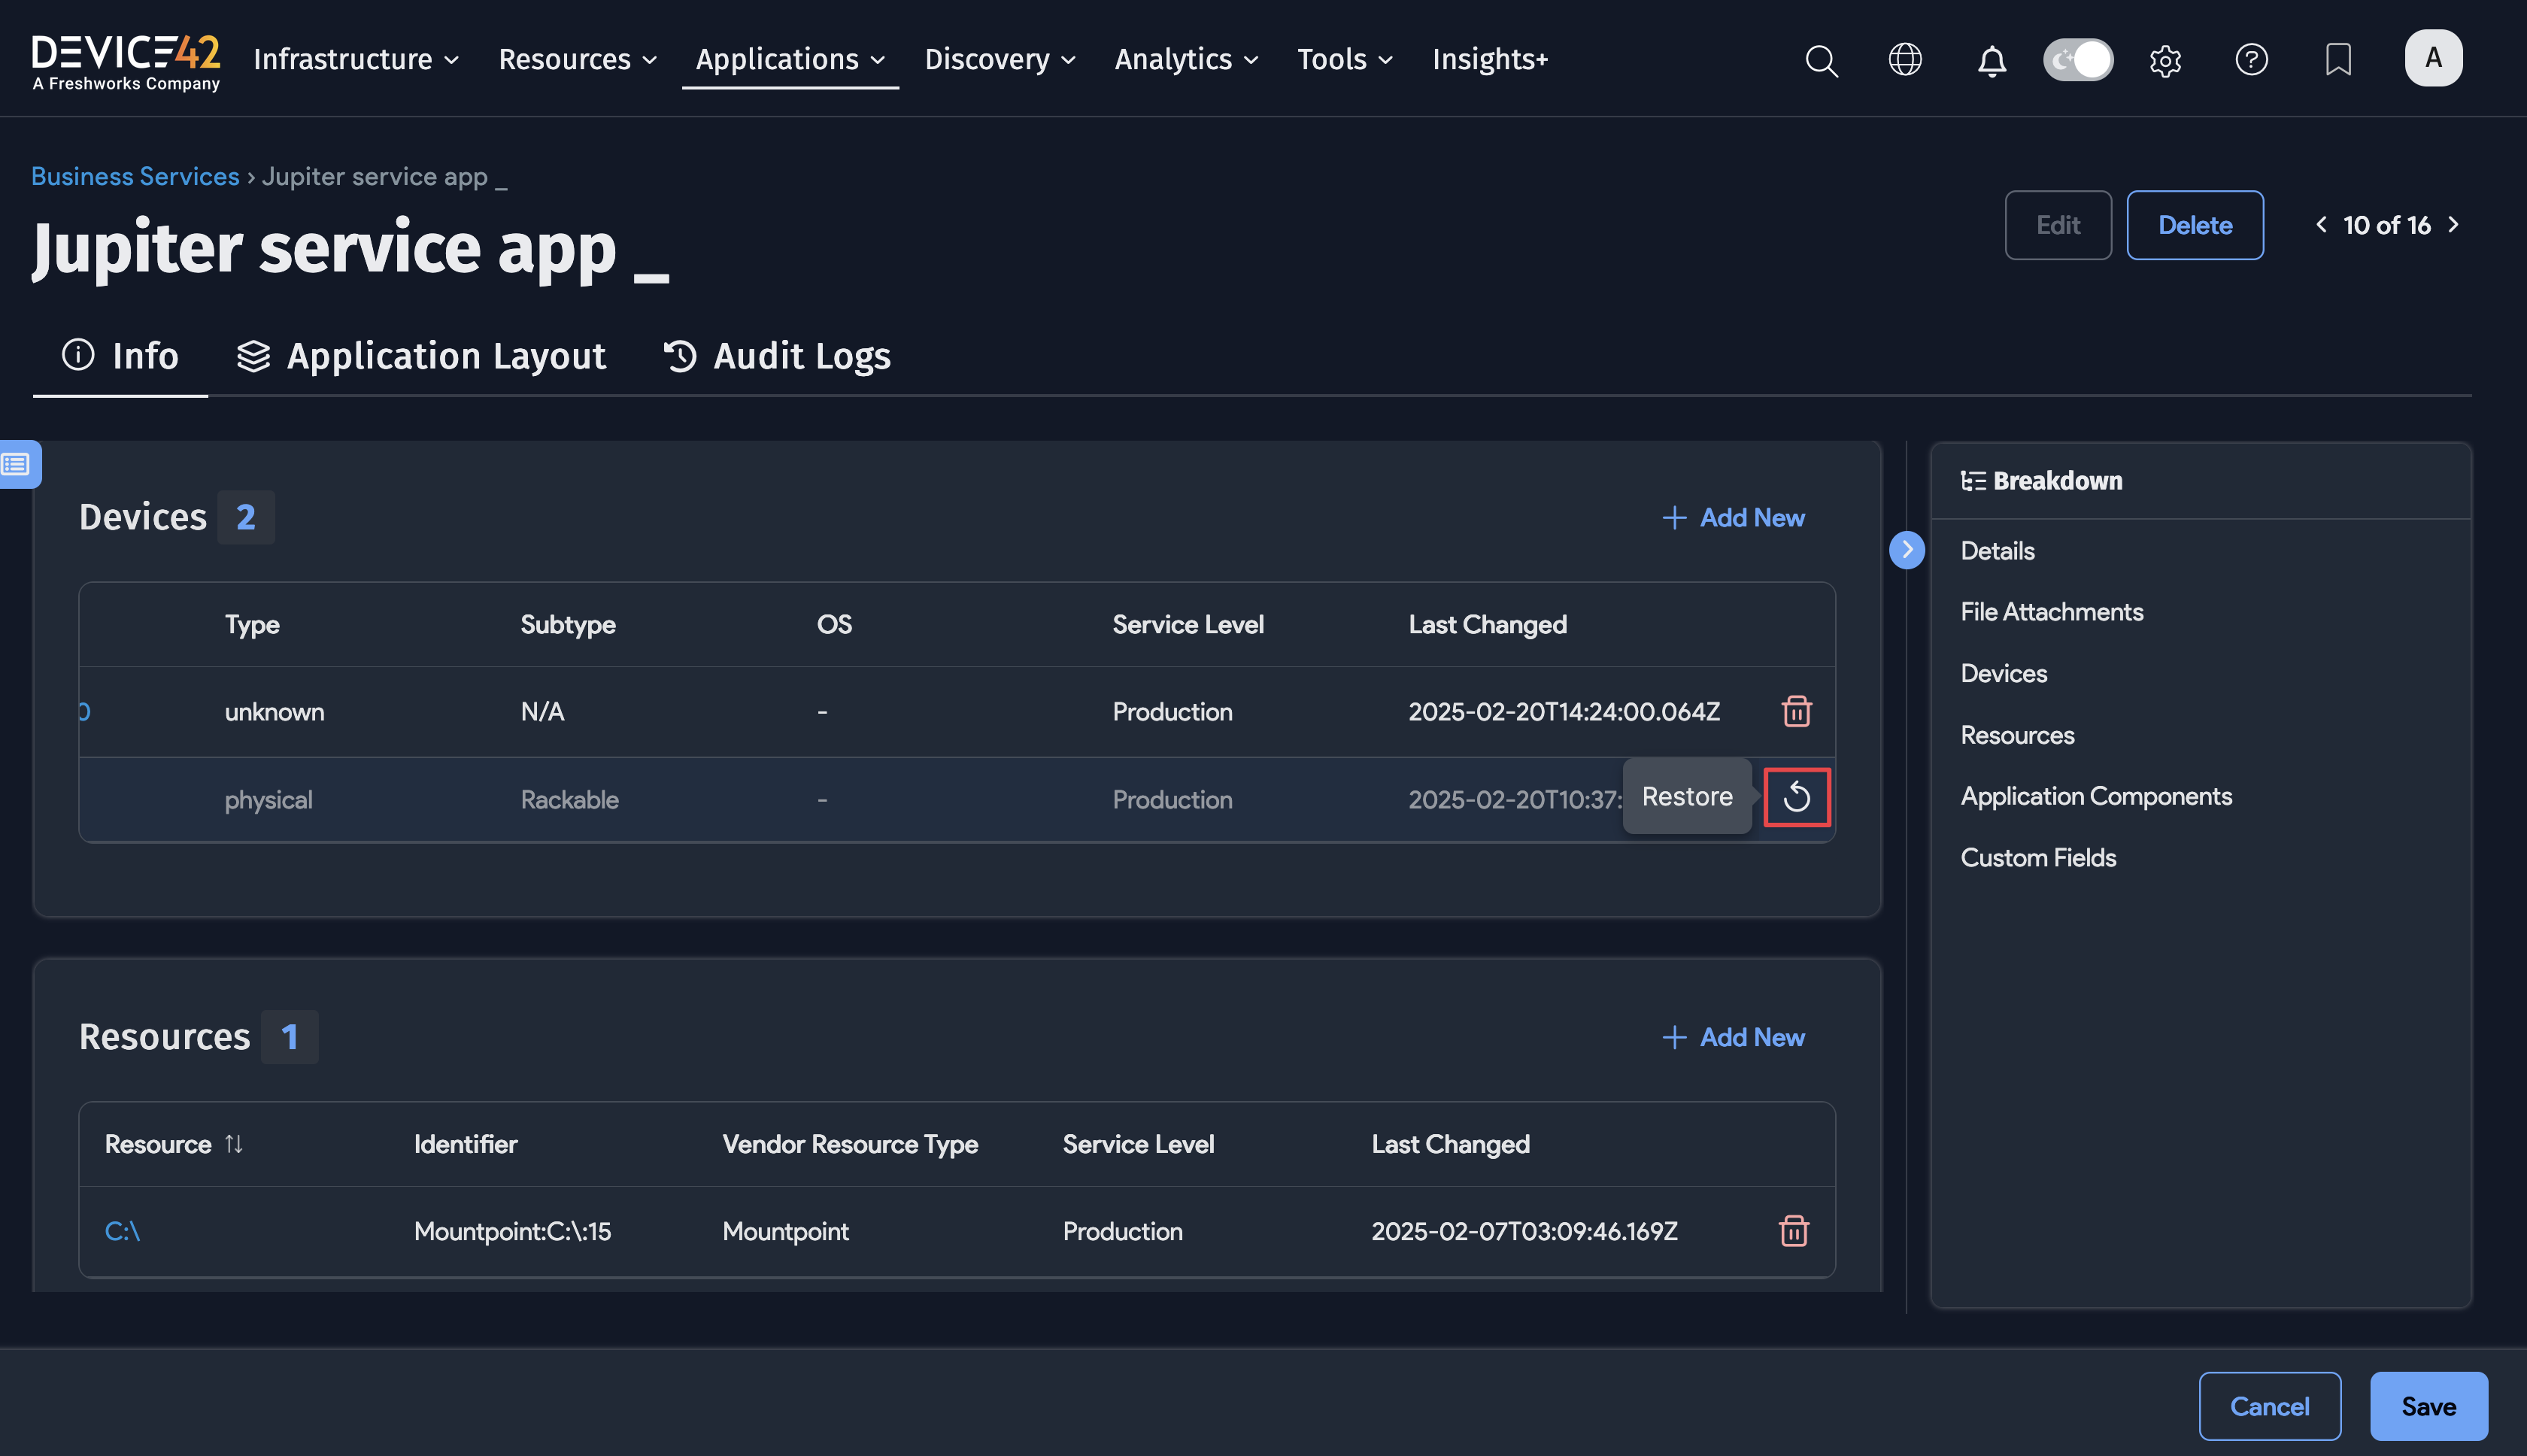 DEVICE42
A Freshworks Company
Infrastructure Resources Applications Discovery Analytics Tools Insights+
A
Business Services › Jupiter service app _
Jupiter service app _
Edit Delete 10 of 16
Info Application Layout Audit Logs
Devices 2
+ Add New
Type Subtype OS Service Level Last Changed
unknown N/A - Production 2025-02-20T14:24:00.064Z
physical Rackable - Production 2025-02-20T10:37:
Restore
Resources 1
+ Add New
Resource Identifier Vendor Resource Type Service Level Last Changed
C:\ Mountpoint:C:\:15 Mountpoint Production 2025-02-07T03:09:46.169Z
Breakdown
Details
File Attachments
Devices
Resources
Application Components
Custom Fields
Cancel Save